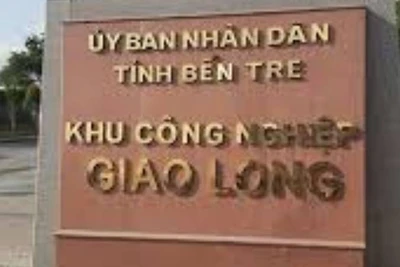 ỦY BAN NHÂN DÂN
TỈNH BẾN TRE
KHU CÔNG NGHIỆP
GIAO LONG